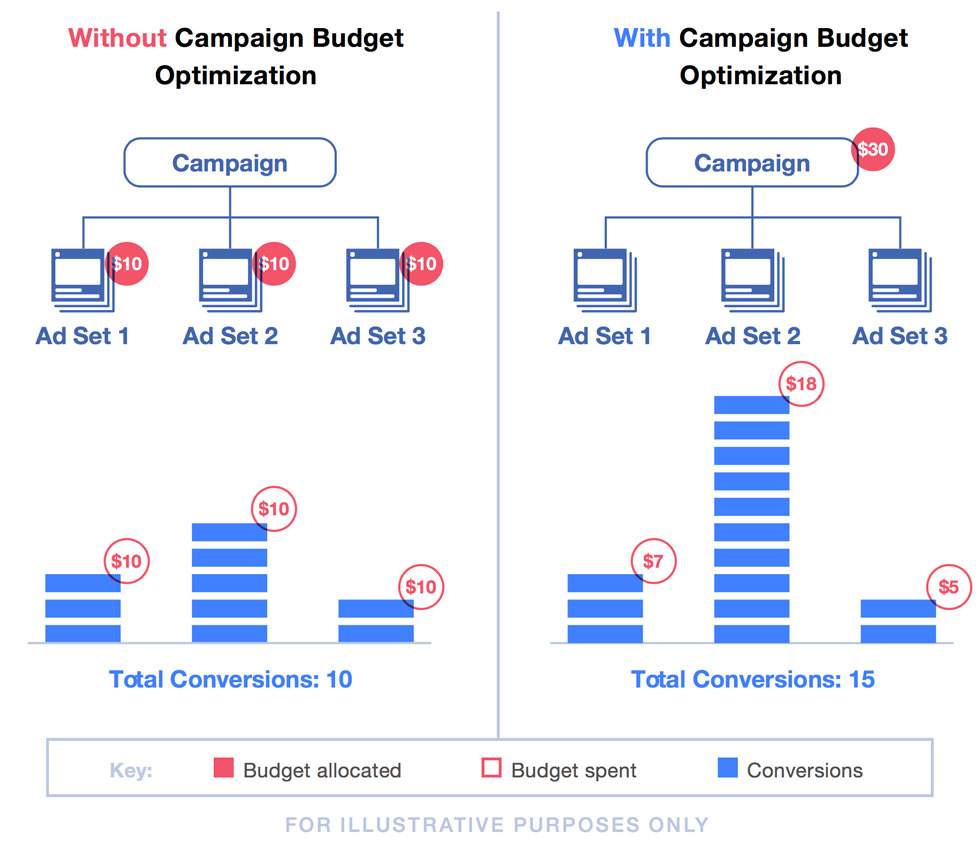 Without Campaign Budget
Optimization
Campaign
$10
$10
$10
Ad Set 1
Ad Set 2
Ad Set 3
$10
$10
$10
Total Conversions: 10
With Campaign Budget
Optimization
Campaign
$30
Ad Set 1
Ad Set 2
Ad Set 3
$18
$7
$5
Total Conversions: 15
Key:
Budget allocated
Budget spent
Conversions
FOR ILLUSTRATIVE PURPOSES ONLY